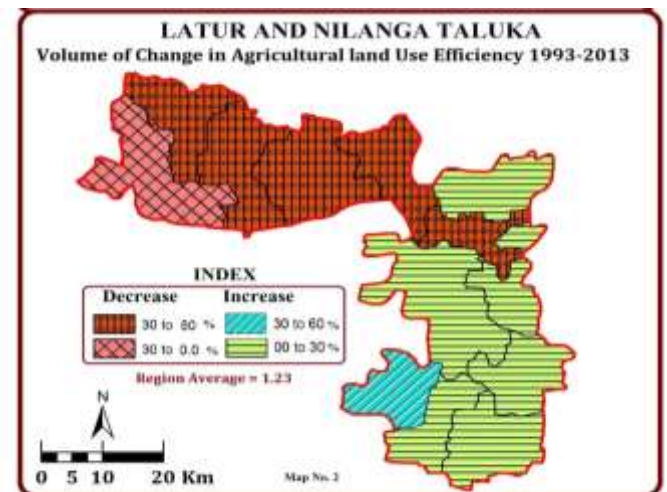 LATUR AND NILANGA TALUKA
Volume of Change in Agricultural land Use Efficiency 1993-2013
INDEX
Decrease Increase
30 to 60 % 30 to 60 %
30 to 0.0 % 00 to 30 %
Region Average = 1.23
N
0 5 10 20 Km
Map No. 2